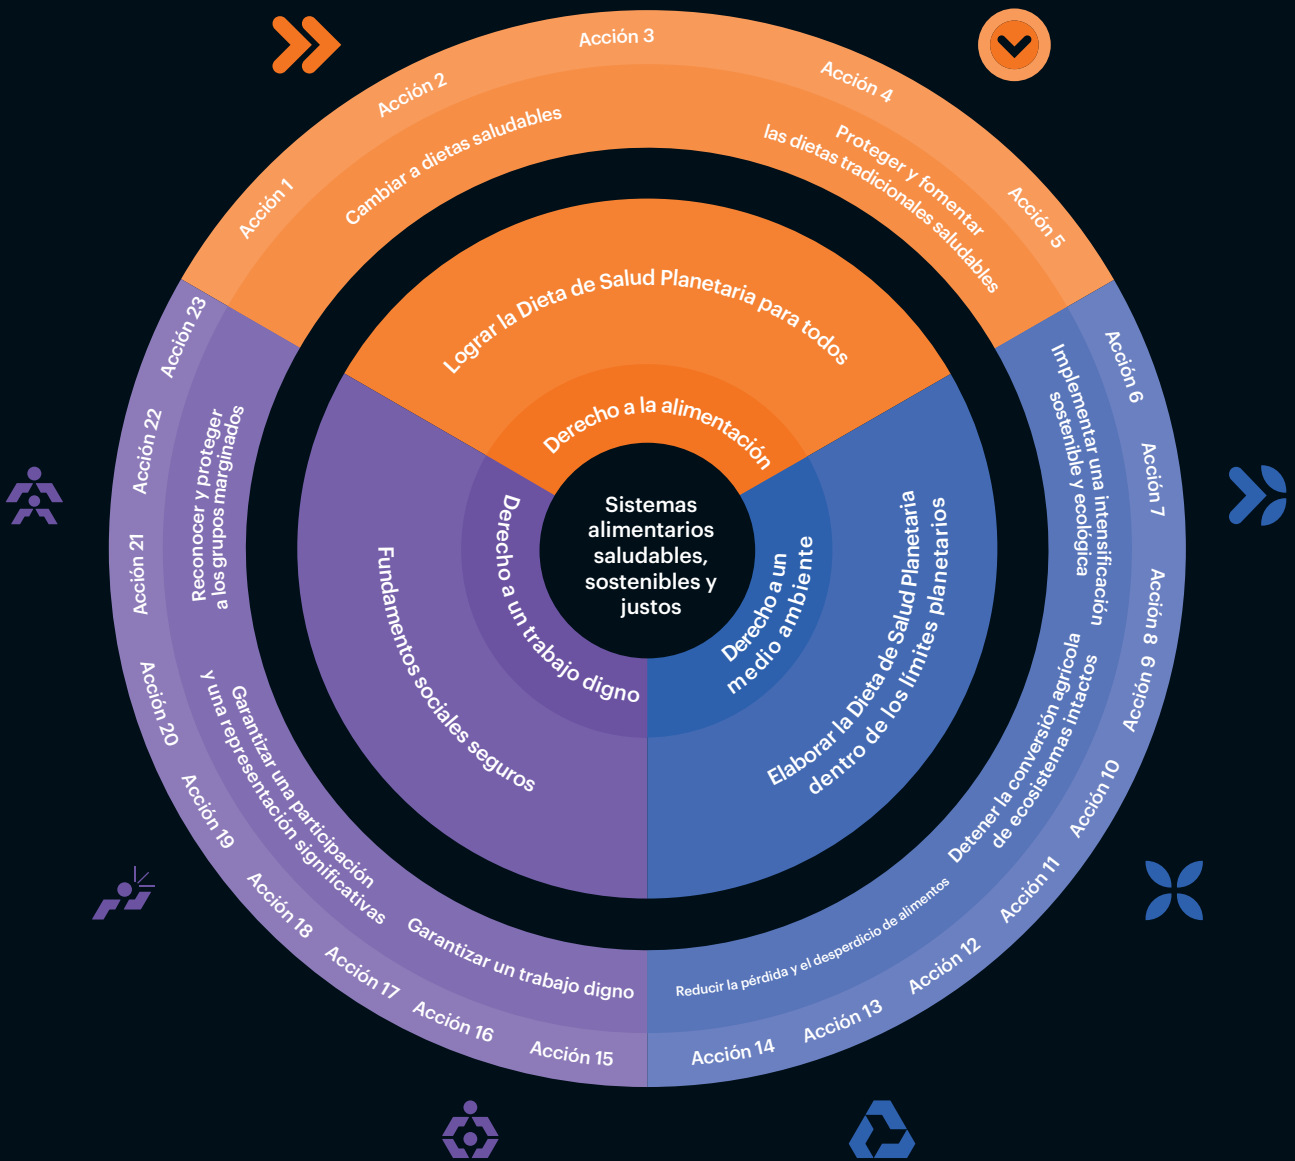 Acción 1
Acción 2
Acción 3
Acción 4
Acción 5
Cambiar a dietas saludables
Proteger y fomentar
las dietas tradicionales saludables
Lograr la Dieta de Salud Planetaria para todos
Derecho a la alimentación
Acción 6
Acción 7
Acción 8
Acción 9
Acción 10
Acción 11
Acción 12
Acción 13
Acción 14
Implementar una intensificación
sostenible y ecológica
Detener la conversión agrícola
de ecosistemas intactos
Reducir la pérdida y el desperdicio de alimentos
Elaborar la Dieta de Salud Planetaria
dentro de los límites planetarios
Derecho a un
medio ambiente
Acción 15
Acción 16
Acción 17
Acción 18
Acción 19
Acción 20
Acción 21
Acción 22
Acción 23
Garantizar un trabajo digno
Garantizar una participación
y una representación significativas
Reconocer y proteger
a los grupos marginados
Fundamentos sociales seguros
Derecho a un trabajo digno
Sistemas
alimentarios
saludables,
sostenibles y
justos